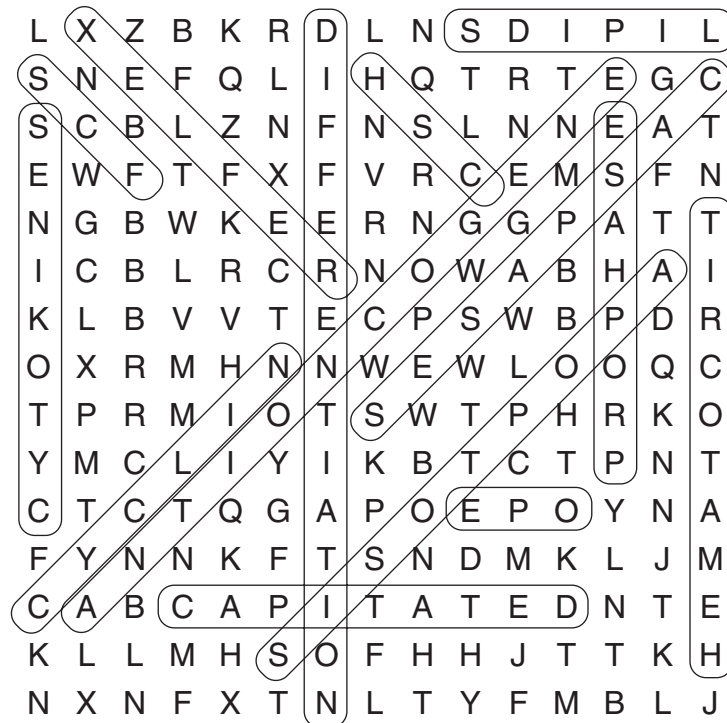 L X Z B K R D L N S D I P I L
S N E F Q L I H Q T R T E G C
S C B L Z N F N S L N N E A T
E W F T F X F V R C E M S F N
N G B W K E E R N G G P A T T
I C B L R C R N O W A B H A I
K L B V V T E C P S W B P D R
O X R M H N N W E W L O O Q C
T P R M I O T S W T P H R K O
Y M C L I Y I K B T C T P N T
C T C T Q G A P O E P O Y N A
F Y N N K F T S N D M K L J M
C A B C A P I T A T E D N T E
K L L M H S O F H H J T T K H
N X N F X T N L T Y F M B L J